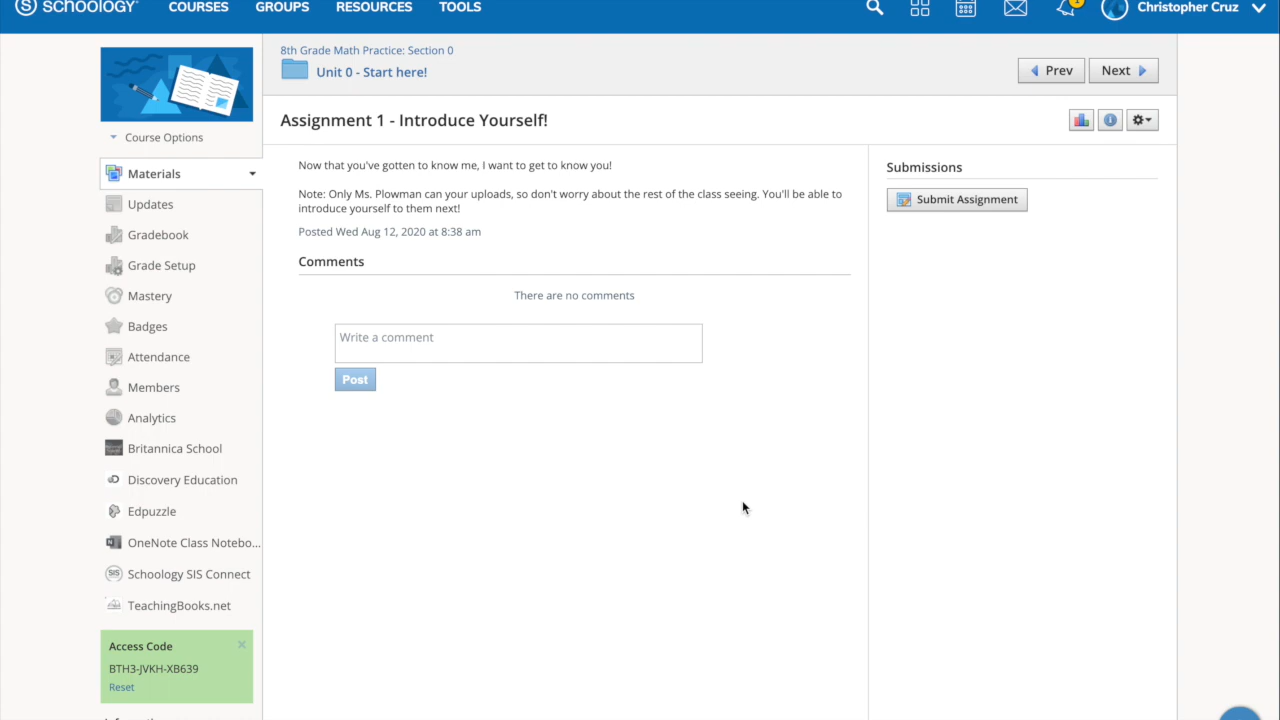 schoology
COURSES GROUPS RESOURCES TOOLS
1
Christopher Cruz
Course Options
Materials
Updates
Gradebook
Grade Setup
Mastery
Badges
Attendance
Members
Analytics
Britannica School
Discovery Education
Edpuzzle
OneNote Class Notebo...
SIS Schoology SIS Connect
TeachingBooks.net
Access Code
BTH3-JVKH-XB639
Reset
8th Grade Math Practice: Section 0
Unit 0 - Start here!
Prev Next
Assignment 1 - Introduce Yourself!
Now that you've gotten to know me, I want to get to know you!
Note: Only Ms. Plowman can your uploads, so don't worry about the rest of the class seeing. You'll be able to
introduce yourself to them next!
Posted Wed Aug 12, 2020 at 8:38 am
Comments
There are no comments
Write a comment
Post
Submissions
Submit Assignment